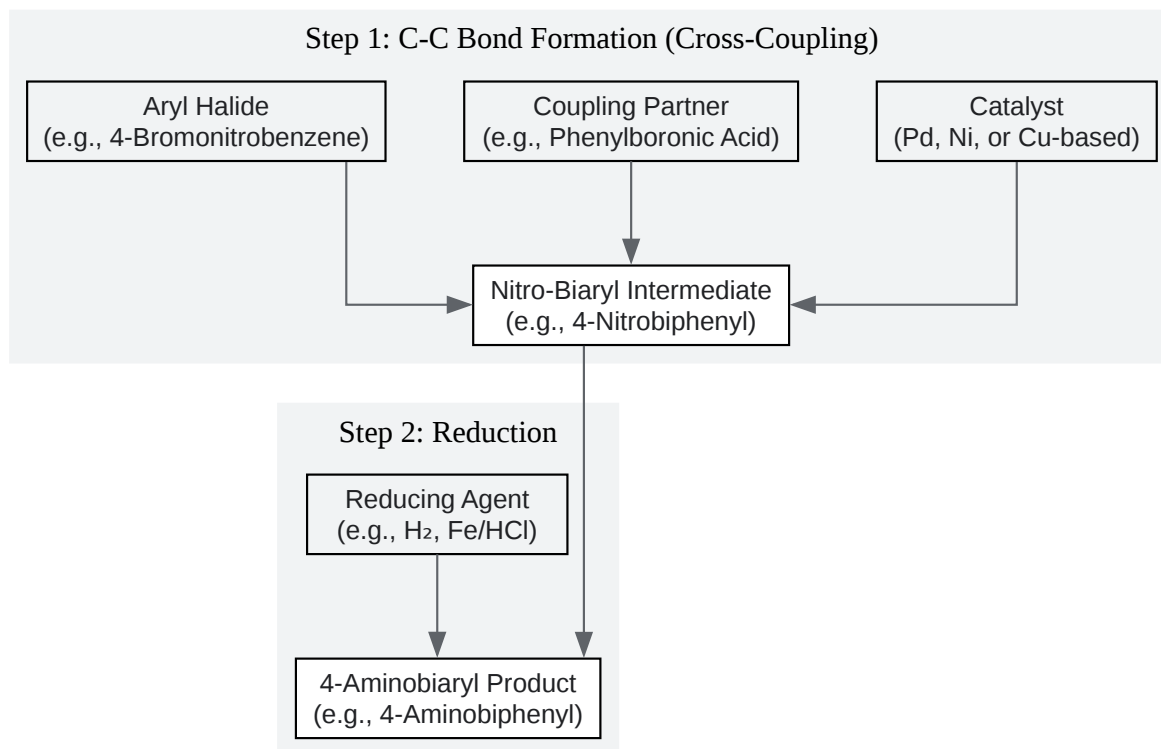 Step 1: C-C Bond Formation (Cross-Coupling)
Aryl Halide
(e.g., 4-Bromonitrobenzene)
Coupling Partner
(e.g., Phenylboronic Acid)
Catalyst
(Pd, Ni, or Cu-based)
Nitro-Biaryl Intermediate
(e.g., 4-Nitrobiphenyl)
Step 2: Reduction
Reducing Agent
(e.g., H₂, Fe/HCl)
4-Aminobiaryl Product
(e.g., 4-Aminobiphenyl)